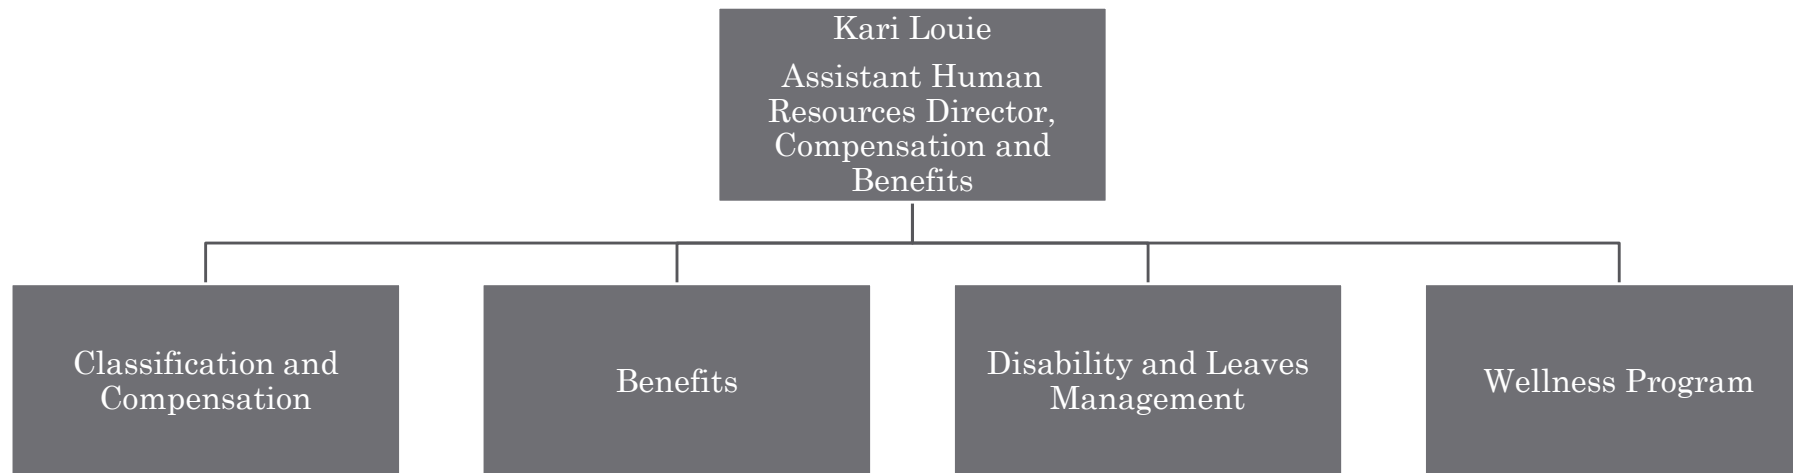 Kari Louie
Assistant Human
Resources Director,
Compensation and
Benefits
Classification and
Compensation
Benefits
Disability and Leaves
Management
Wellness Program